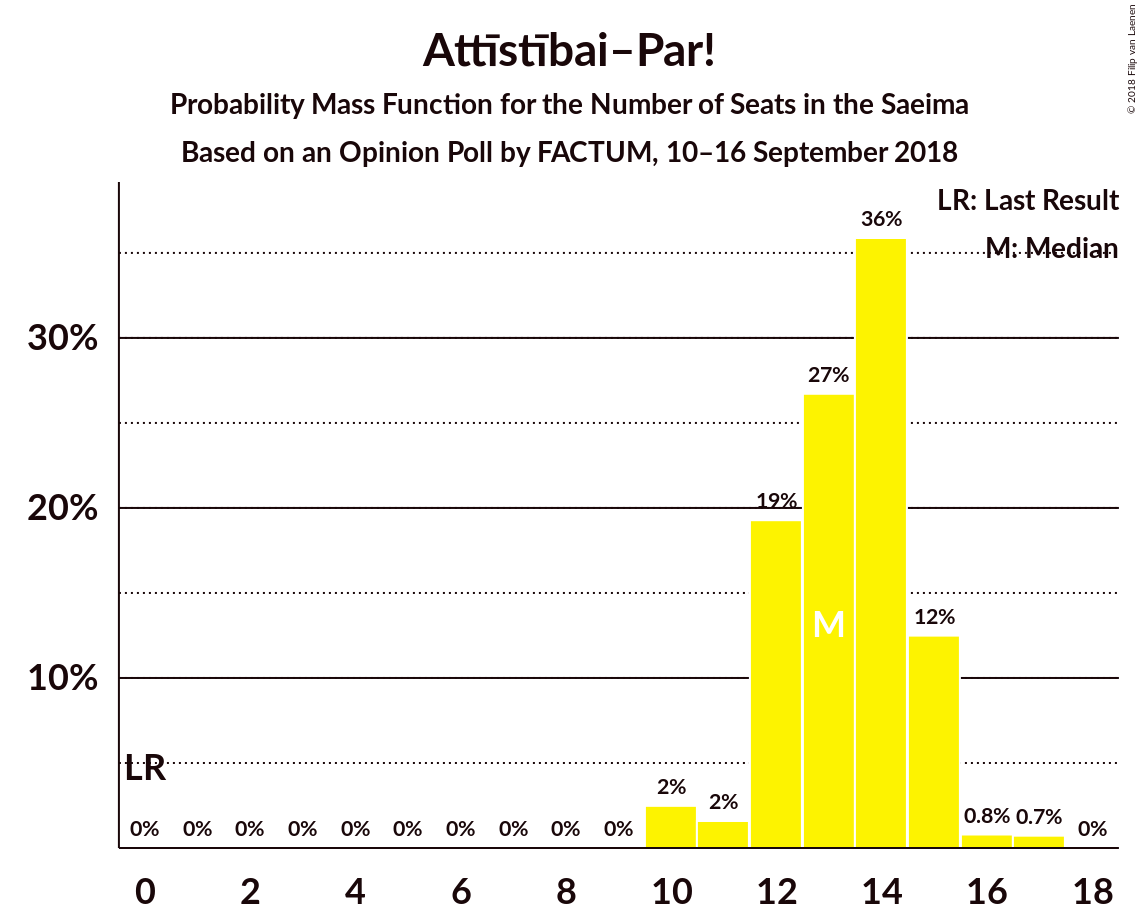 Attīstībai–Par!
Probability Mass Function for the Number of Seats in the Saeima
Based on an Opinion Poll by FACTUM, 10–16 September 2018
© 2018 Filip van Laenen
LR: Last Result
M: Median
36%
30%
27%
20%
19%
12%
M
10%
LR
0% 0% 0% 0% 0% 0% 0% 0% 0% 0% 2% 2% 0.8% 0.7% 0%
0 2 4 6 8 10 12 14 16 18